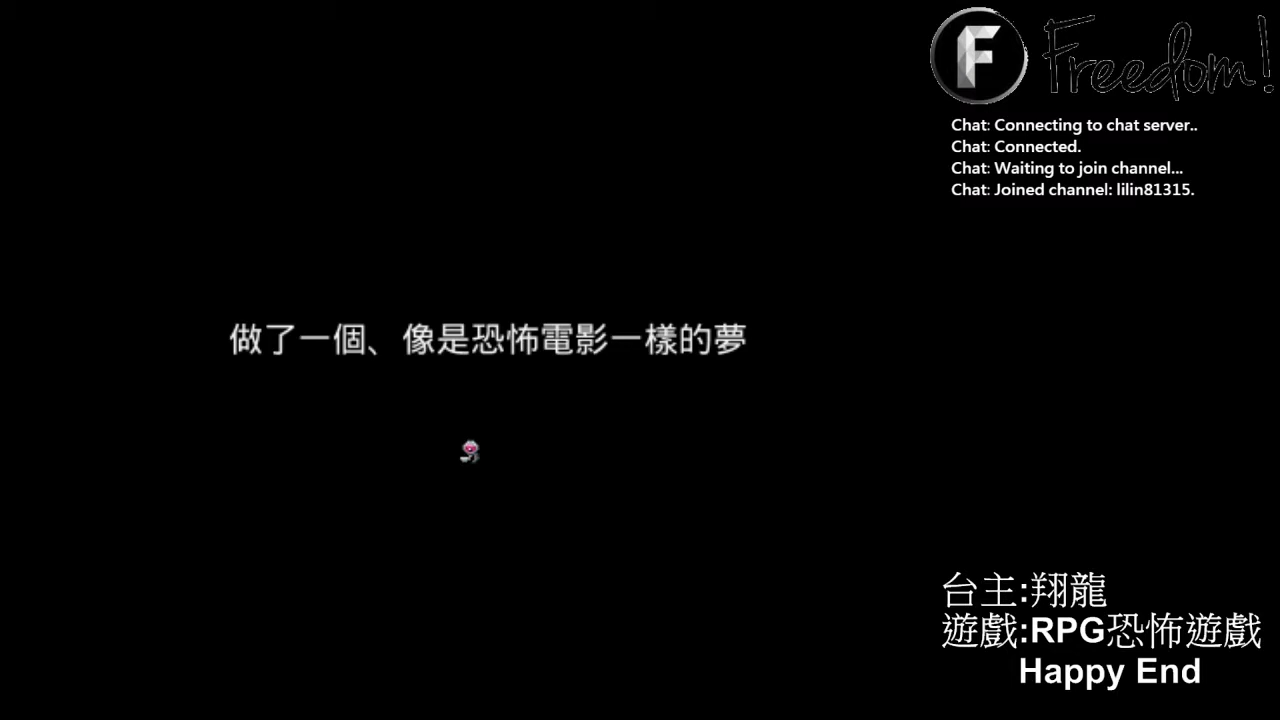 F Freedom!
Chat: Connecting to chat server..
Chat: Connected.
Chat: Waiting to join channel...
Chat: Joined channel: lilin81315.
做了一個、像是恐怖電影一樣的夢
台主:翔龍
遊戲:RPG恐怖遊戲
Happy End